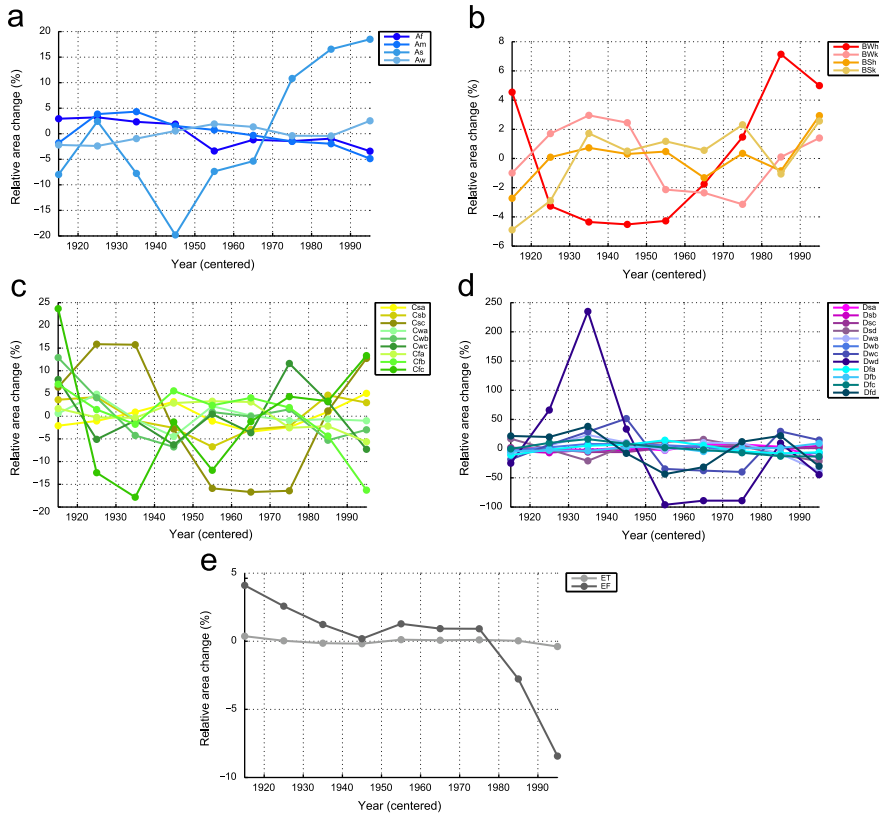 a
20
15
10
5
0
−5
−10
−15
−20
Relative area change (%)
1920 1930 1940 1950 1960 1970 1980 1990
Year (centered)
Af
Am
As
Aw
b
8
6
4
2
0
−2
−4
−6
Relative area change (%)
1920 1930 1940 1950 1960 1970 1980 1990
Year (centered)
BWh
BWk
BSh
BSk
c
25
20
15
10
5
0
−5
−10
−15
−20
Relative area change (%)
1920 1930 1940 1950 1960 1970 1980 1990
Year (centered)
Csa
Csb
Csc
Cwa
Cwb
Cwc
Cfa
Cfb
Cfc
d
250
200
150
100
50
0
−50
−100
Relative area change (%)
1920 1930 1940 1950 1960 1970 1980 1990
Year (centered)
Dsa
Dsb
Dsc
Dsd
Dwa
Dwb
Dwc
Dwd
Dfa
Dfb
Dfc
Dfd
e
5
0
−5
−10
Relative area change (%)
1920 1930 1940 1950 1960 1970 1980 1990
Year (centered)
ET
EF